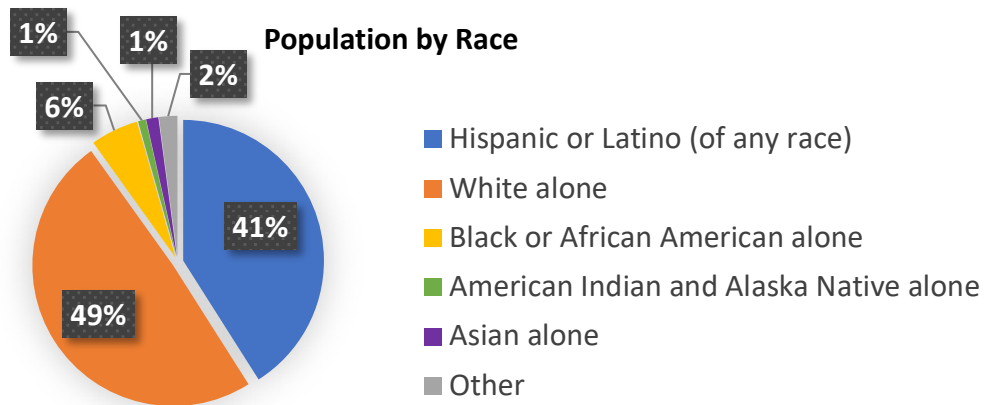 Population by Race
1%
1%
2%
6%
41%
49%
Hispanic or Latino (of any race)
White alone
Black or African American alone
American Indian and Alaska Native alone
Asian alone
Other